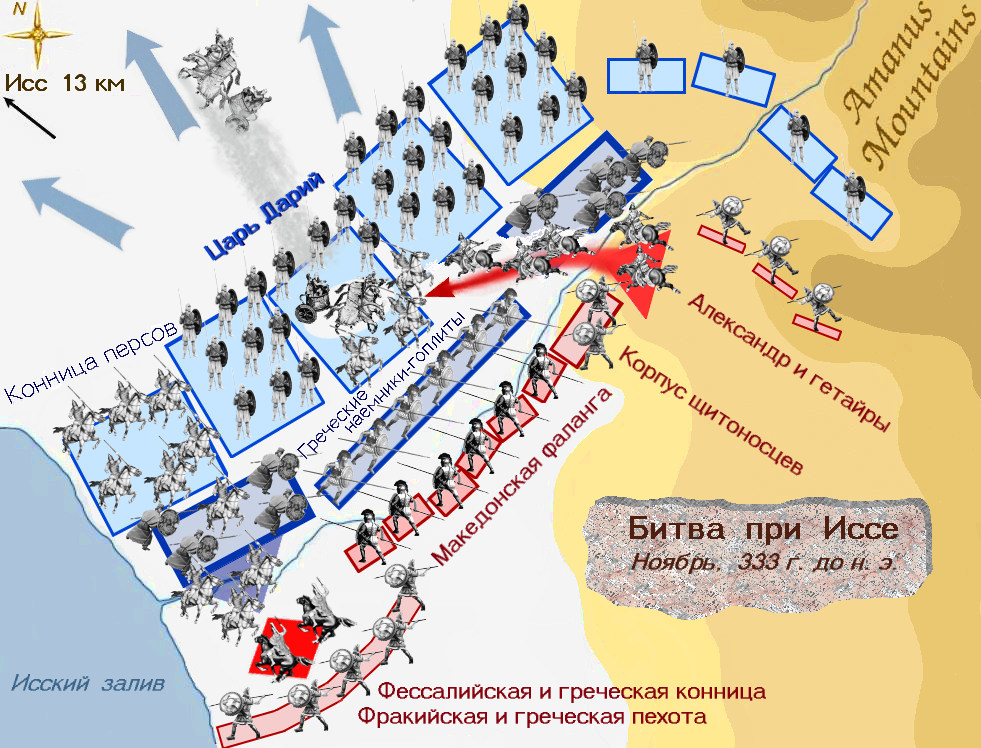 N
Исс 13 км
Amanus
Mountains
Царь Дарий
Конница персов
Греческие
наемники-гоплиты
Александр и гетайры
Корпус щитоносцев
Македонская фаланга
Битва при Иссе
Ноябрь. 333 г. до н. э.
Исский залив
Фессалийская и греческая конница
Фракийская и греческая пехота